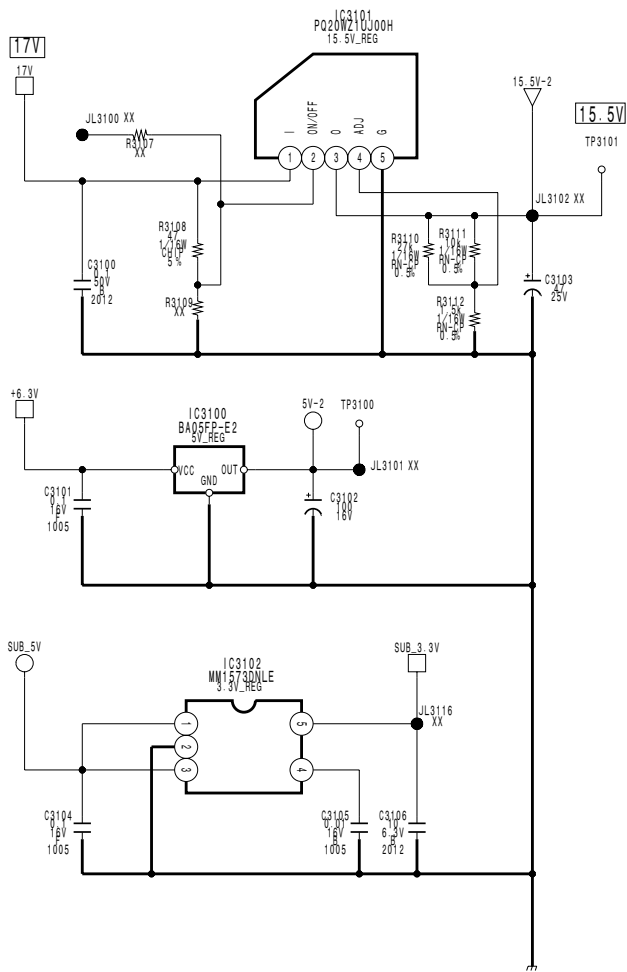 IC3101
PQ20WZ1UJ00H
15.5V_REG
17V
17V
15.5V-2
15.5V
JL3100 XX
R3107
XX
I
ON/OFF
O
ADJ
G
1
2
3
4
5
TP3101
JL3102 XX
R3108
47
1/16W
CHIP
5%
R3110
27k
1/16W
RN-CP
0.5%
R3111
10k
1/16W
RN-CP
0.5%
C3100
0.1
50V
B
2012
R3109
XX
C3103
47
25V
R3112
1.5k
1/16W
RN-CP
0.5%
+6.3V
IC3100
BA05FP-E2
5V_REG
5V-2
TP3100
VCC
OUT
GND
JL3101 XX
C3101
0.1
16V
F
1005
C3102
100
16V
SUB_5V
IC3102
MM1573DNLE
3.3V_REG
SUB_3.3V
JL3116
XX
1
2
3
5
4
C3104
0.1
16V
F
1005
C3105
0.01
16V
B
1005
C3106
10
6.3V
B
2012